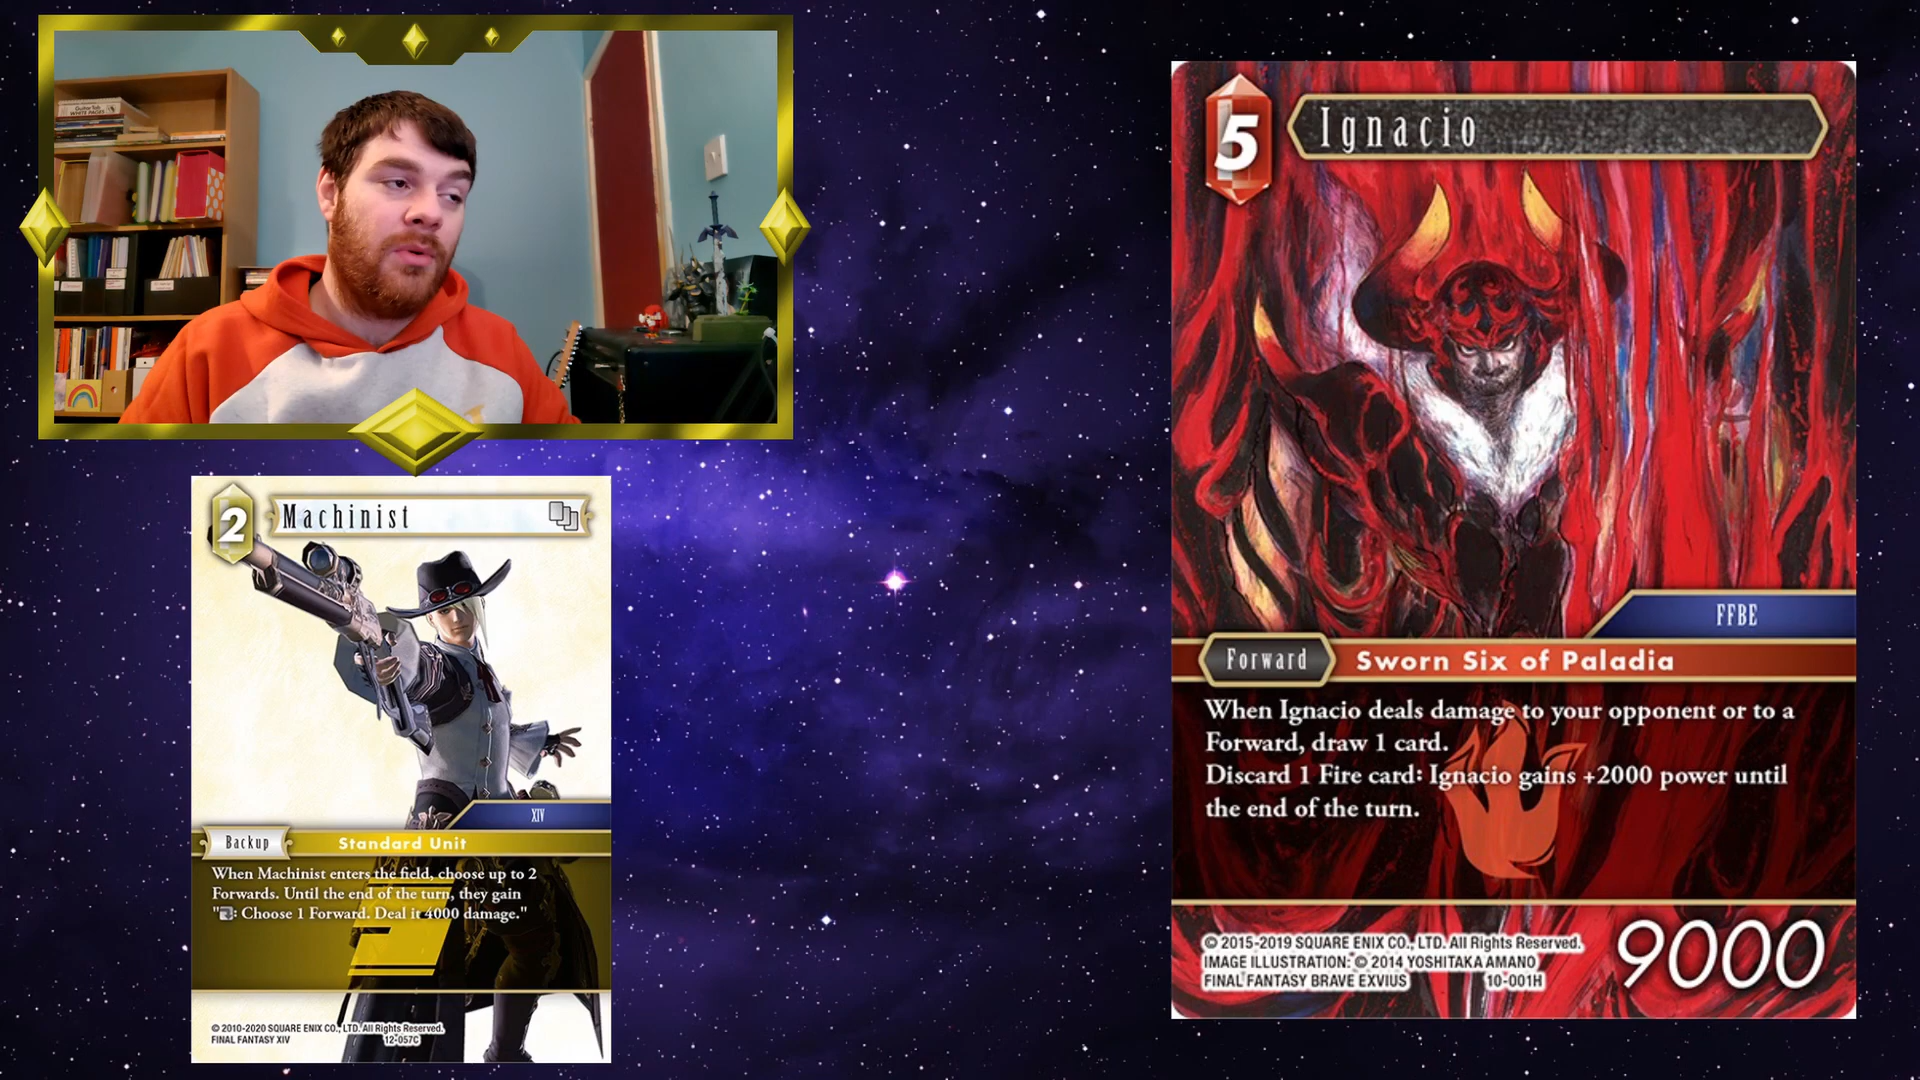 Guitar Tab
WHITE PAGES
2
Machinist
XIV
Backup
Standard Unit
When Machinist enters the field, choose up to 2
Forwards. Until the end of the turn, they gain
": Choose 1 Forward. Deal it 4000 damage."
© 2010-2020 SQUARE ENIX CO., LTD. All Rights Reserved.
FINAL FANTASY XIV 12-057C
5
Ignacio
FFBE
Forward
Sworn Six of Paladia
When Ignacio deals damage to your opponent or to a
Forward, draw 1 card.
Discard 1 Fire card: Ignacio gains +2000 power until
the end of the turn.
© 2015-2019 SQUARE ENIX CO., LTD. All Rights Reserved.
IMAGE ILLUSTRATION: © 2014 YOSHITAKA AMANO
FINAL FANTASY BRAVE EXVIUS 10-001H
9000